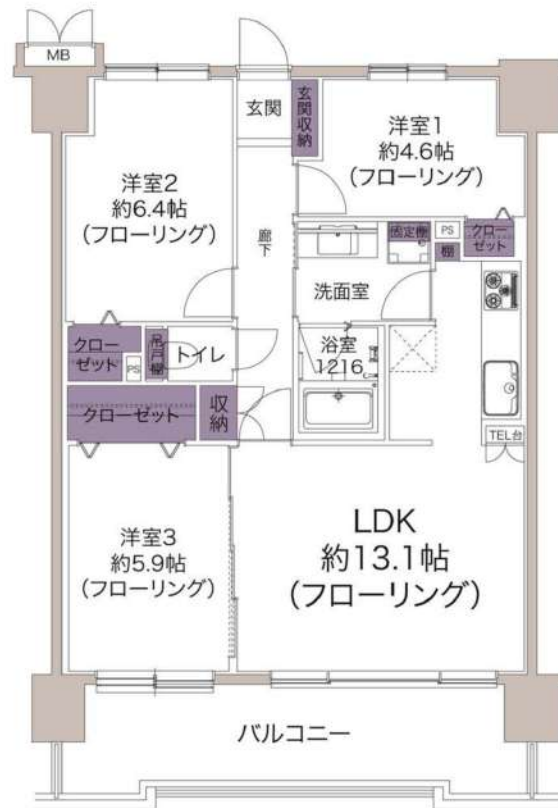 MB
玄関
玄関収納
洋室1
約4.6帖
(フローリング)
洋室2
約6.4帖
(フローリング)
廊下
固定棚
PS
棚
クロー
ゼット
洗面室
浴室
1216
クロー
ゼット
PS
吊戸棚
トイレ
クローゼット
収納
TEL台
洋室3
約5.9帖
(フローリング)
LDK
約13.1帖
(フローリング)
バルコニー